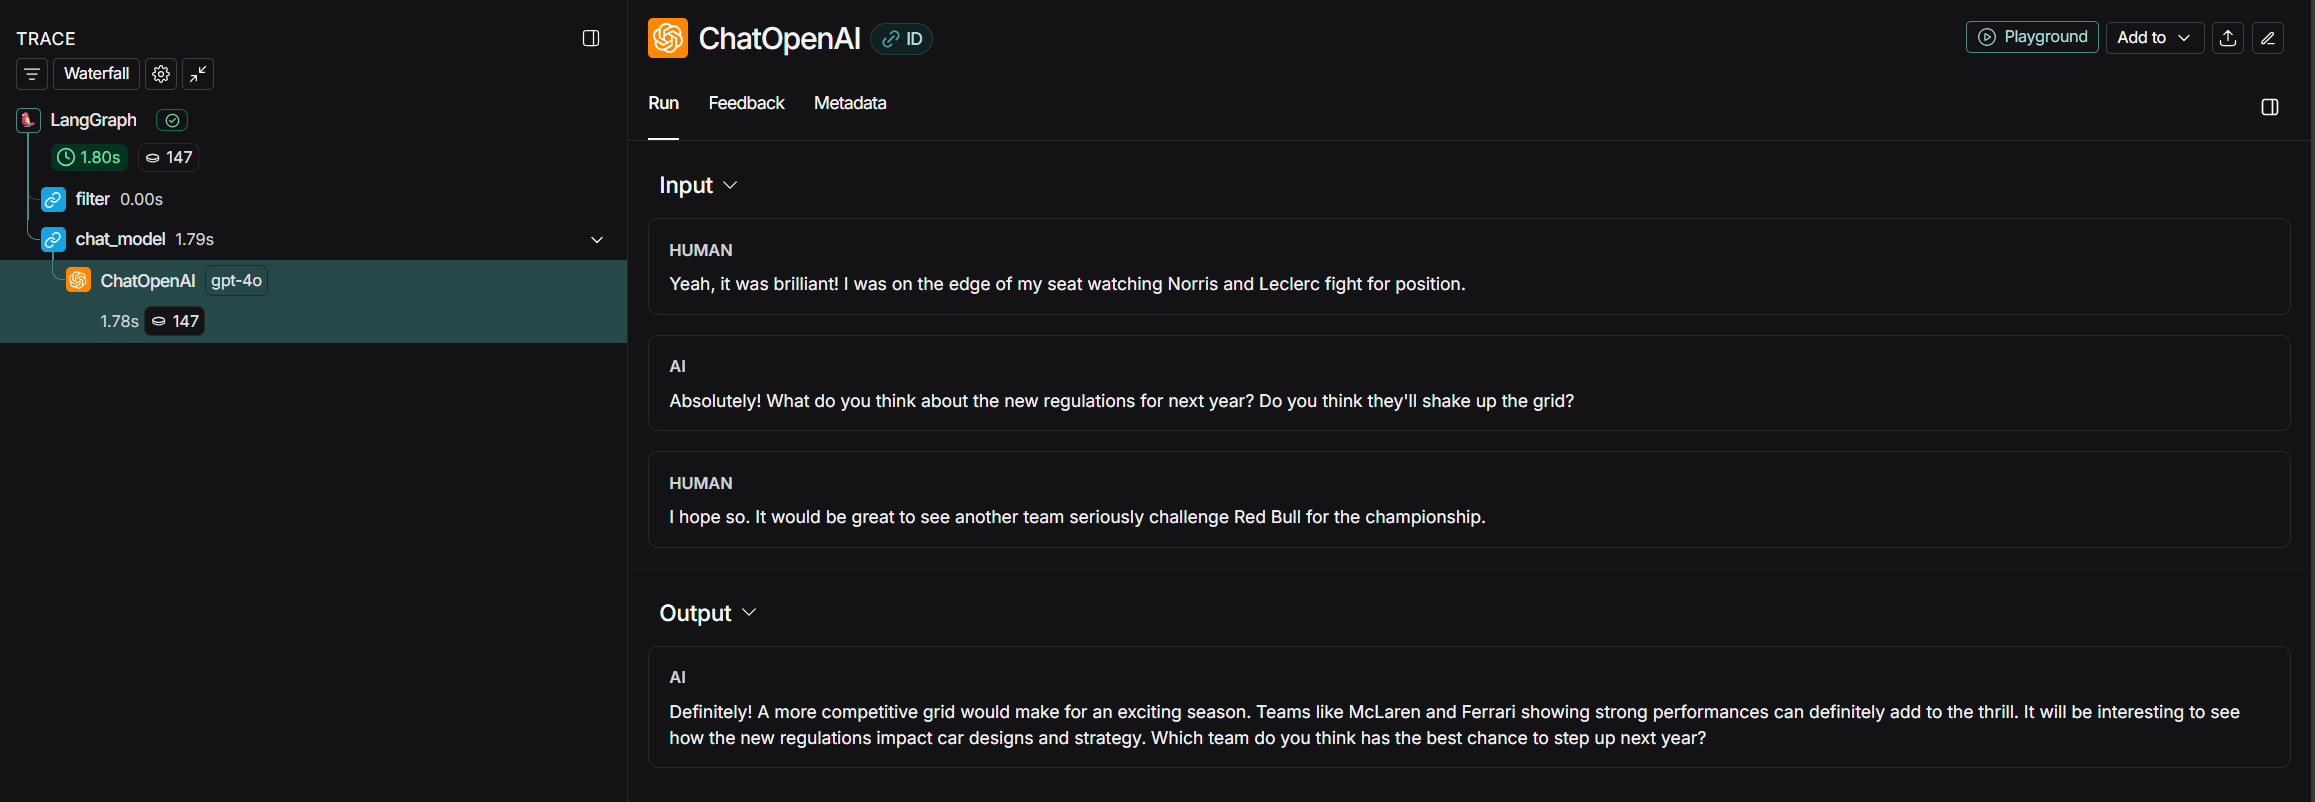 TRACE
Waterfall
LangGraph
1.80s 147
filter 0.00s
chat_model 1.79s
ChatOpenAI gpt-4o
1.78s 147
ChatOpenAI ID
Playground Add to
Run Feedback Metadata
Input
HUMAN
Yeah, it was brilliant! I was on the edge of my seat watching Norris and Leclerc fight for position.
AI
Absolutely! What do you think about the new regulations for next year? Do you think they'll shake up the grid?
HUMAN
I hope so. It would be great to see another team seriously challenge Red Bull for the championship.
Output
AI
Definitely! A more competitive grid would make for an exciting season. Teams like McLaren and Ferrari showing strong performances can definitely add to the thrill. It will be interesting to see
how the new regulations impact car designs and strategy. Which team do you think has the best chance to step up next year?